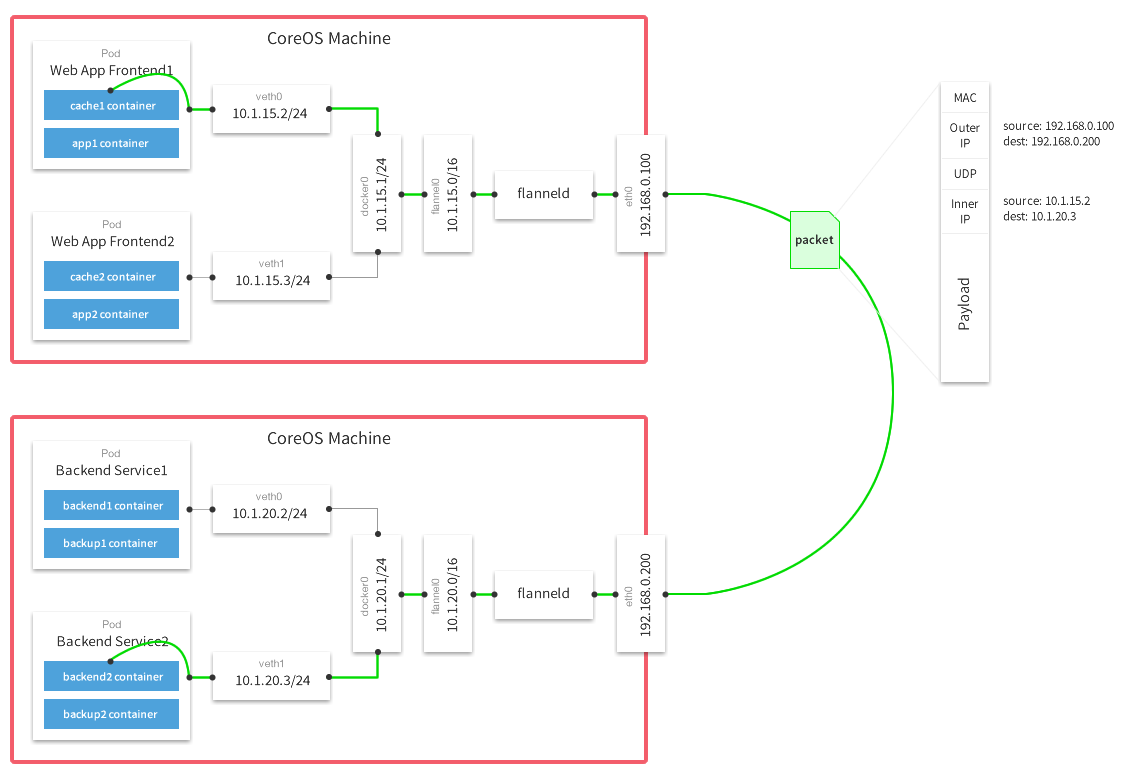 CoreOS Machine
Pod
Web App Frontend1
cache1 container
app1 container
veth0
10.1.15.2/24
Pod
Web App Frontend2
cache2 container
app2 container
veth1
10.1.15.3/24
docker0
10.1.15.1/24
flannel0
10.1.15.0/16
flanneld
eth0
192.168.0.100
packet
MAC
Outer
IP
source: 192.168.0.100
dest: 192.168.0.200
UDP
Inner
IP
source: 10.1.15.2
dest: 10.1.20.3
Payload
CoreOS Machine
Pod
Backend Service1
backend1 container
backup1 container
veth0
10.1.20.2/24
Pod
Backend Service2
backend2 container
backup2 container
veth1
10.1.20.3/24
docker0
10.1.20.1/24
flannel0
10.1.20.0/16
flanneld
eth0
192.168.0.200